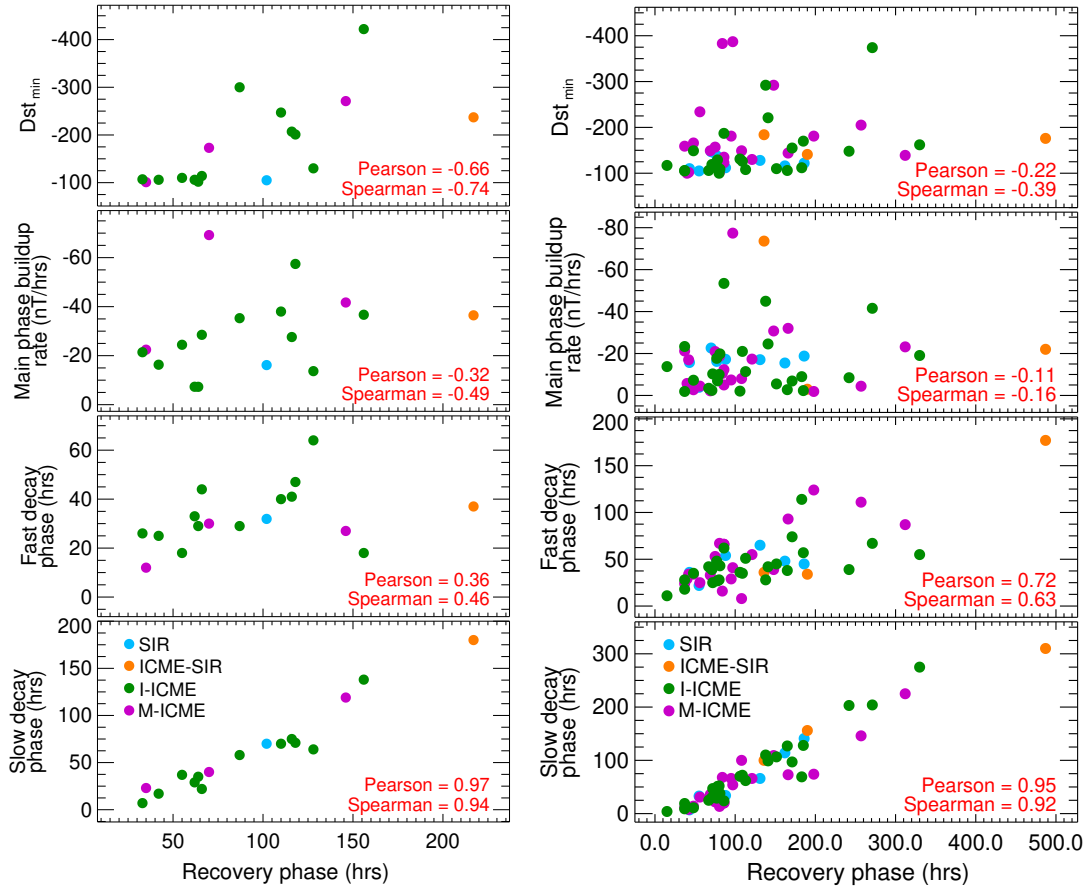 -400
-300
-200
-100
Dst min
Pearson = -0.66
Spearman = -0.74
-60
-40
-20
0
Main phase buildup
rate (nT/hrs)
Pearson = -0.32
Spearman = -0.49
60
40
20
0
Fast decay
phase (hrs)
Pearson = 0.36
Spearman = 0.46
200
150
100
50
0
Slow decay
phase (hrs)
SIR
ICME-SIR
I-ICME
M-ICME
Pearson = 0.97
Spearman = 0.94
50 100 150 200
Recovery phase (hrs)
-400
-300
-200
-100
Dst min
Pearson = -0.22
Spearman = -0.39
-80
-60
-40
-20
0
Main phase buildup
rate (nT/hrs)
Pearson = -0.11
Spearman = -0.16
200
150
100
50
0
Fast decay
phase (hrs)
Pearson = 0.72
Spearman = 0.63
300
200
100
0
Slow decay
phase (hrs)
SIR
ICME-SIR
I-ICME
M-ICME
Pearson = 0.95
Spearman = 0.92
0.0 100.0 200.0 300.0 400.0 500.0
Recovery phase (hrs)